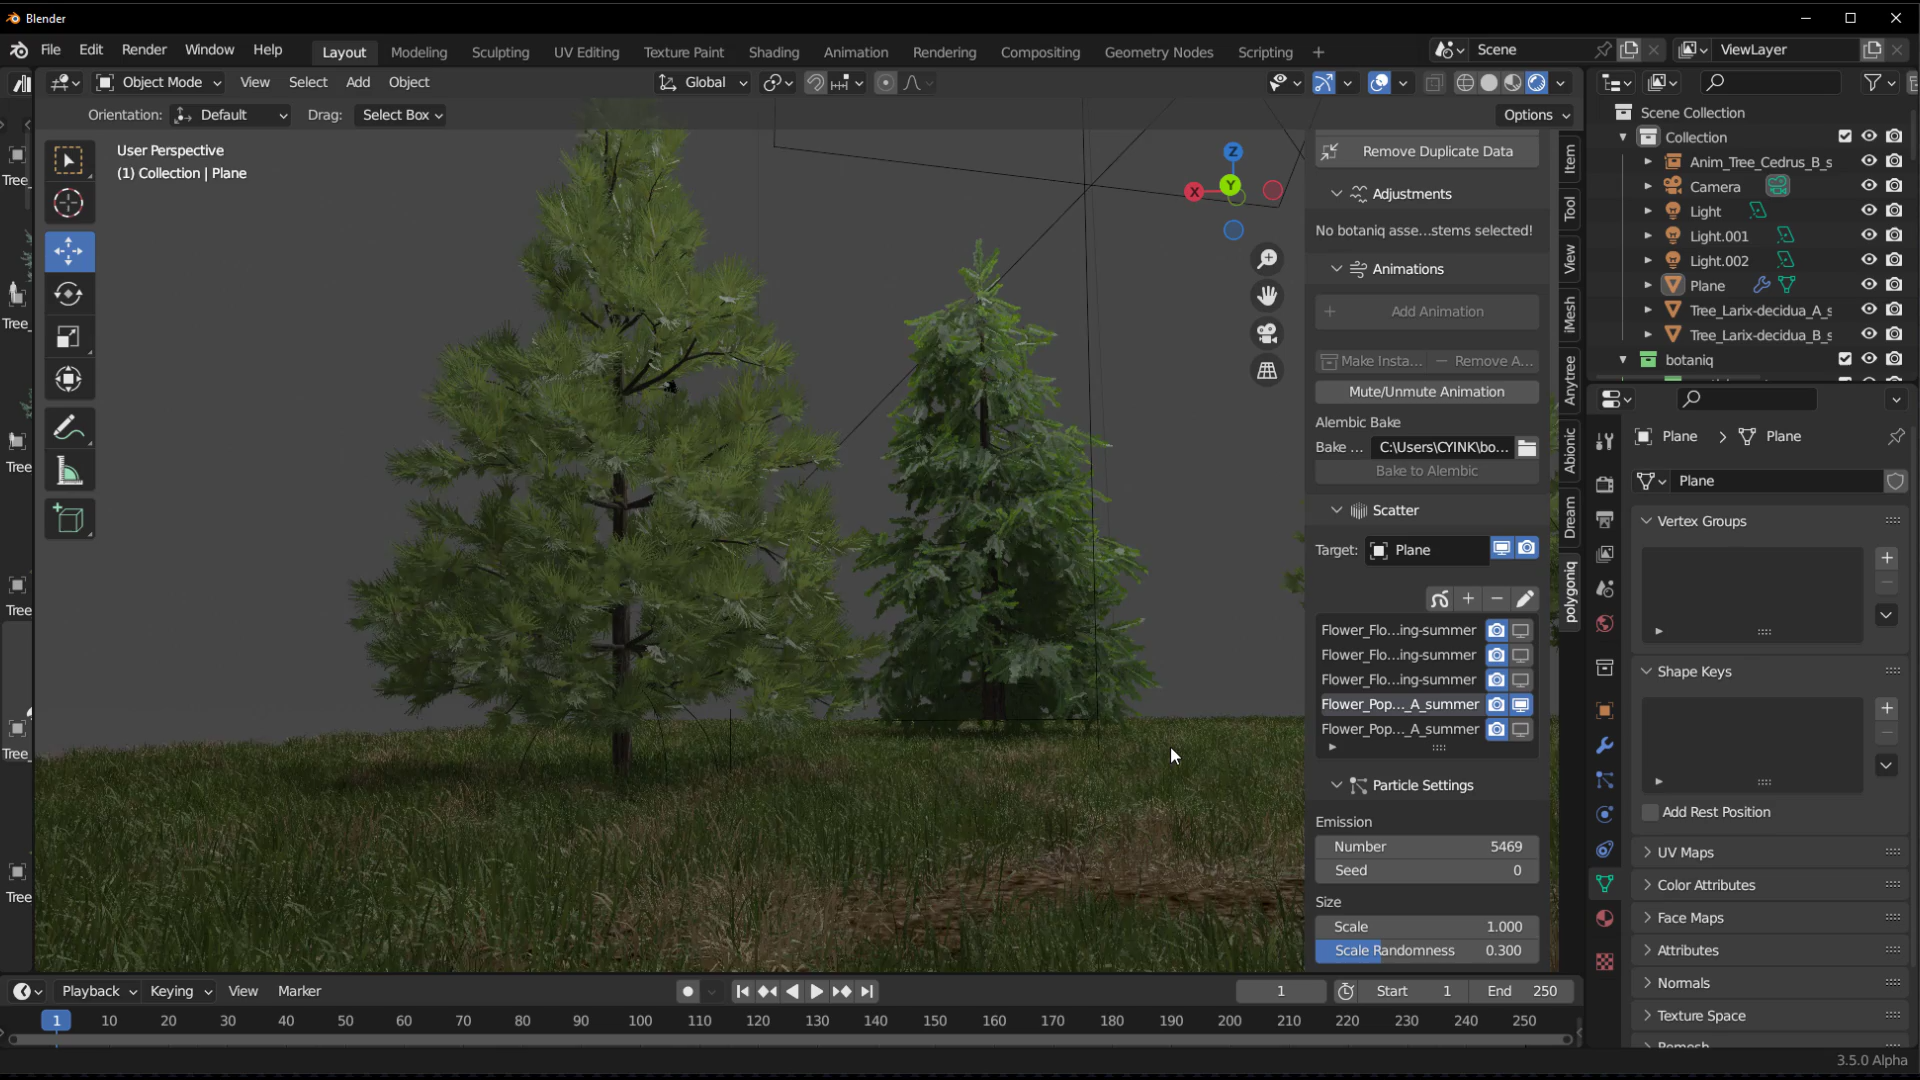 Blender
File Edit Render Window Help Layout Modeling Sculpting UV Editing Texture Paint Shading Animation Rendering Compositing Geometry Nodes Scripting + Scene ViewLayer
Object Mode View Select Add Object Global
Orientation: Default Drag: Select Box Options
User Perspective
(1) Collection | Plane
Z
X
Y
Tree_
Tree_
Tree
Tree
Tree_
Tree
Remove Duplicate Data
Adjustments
No botaniq asse...stems selected!
Animations
Add Animation
Make Insta... Remove A...
Mute/Unmute Animation
Alembic Bake
Bake ... C:\Users\CYINK\bo...
Bake to Alembic
Scatter
Target: Plane
Flower_Flo...ing-summer
Flower_Flo...ing-summer
Flower_Flo...ing-summer
Flower_Pop..._A_summer
Flower_Pop..._A_summer
Particle Settings
Emission
Number 5469
Seed 0
Size
Scale 1.000
Scale Randomness 0.300
Item
Tool
View
iMesh
Anytree
Abionic
Dream
polygoniq
Scene Collection
Collection
Anim_Tree_Cedrus_B_s
Camera
Light
Light.001
Light.002
Plane
Tree_Larix-decidua_A_s
Tree_Larix-decidua_B_s
botaniq
Plane > Plane
Plane
Vertex Groups
Shape Keys
Add Rest Position
UV Maps
Color Attributes
Face Maps
Attributes
Normals
Texture Space
Remesh
Playback Keying View Marker 1 Start 1 End 250
1 10 20 30 40 50 60 70 80 90 100 110 120 130 140 150 160 170 180 190 200 210 220 230 240 250
3.5.0 Alpha